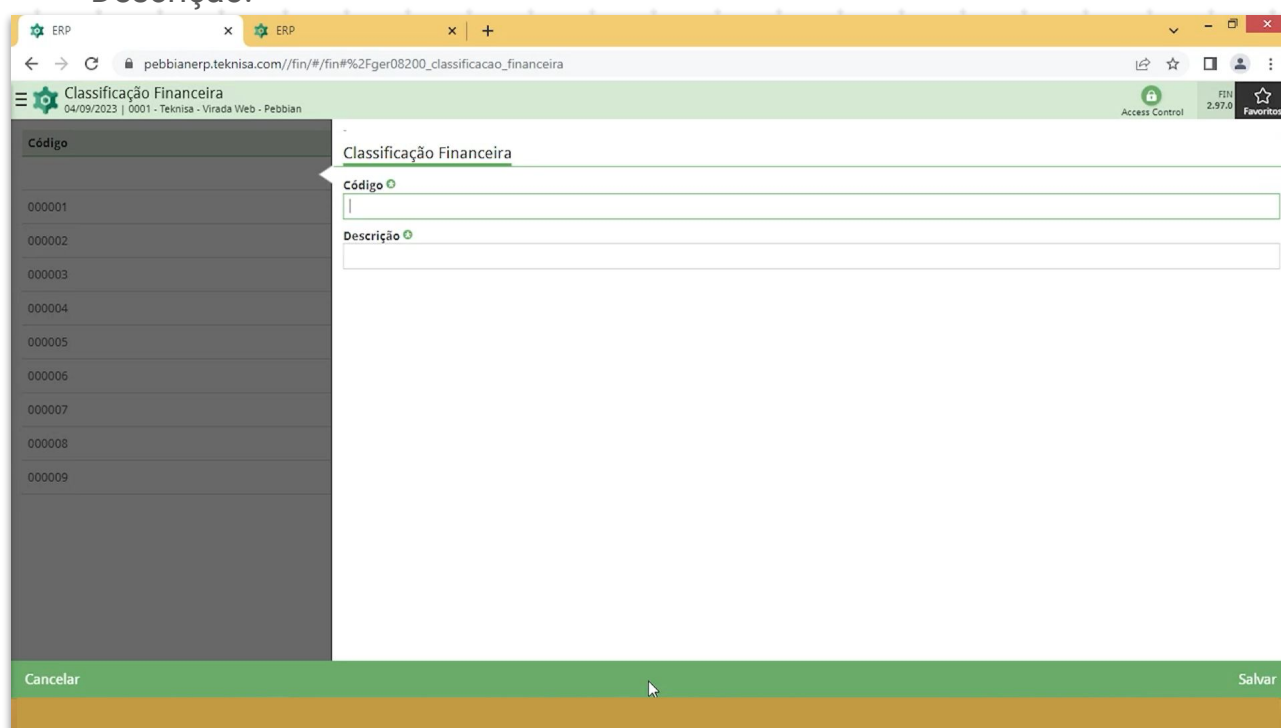 Descrição.
ERP
ERP
pebbianerp.teknisa.com//fin/#/fin#%2Fger08200_classificacao_financeira
Classificação Financeira
04/09/2023 | 0001 - Teknisa - Virada Web - Pebbian
Access Control
FIN
2.97.0
Favoritos
Código
000001
000002
000003
000004
000005
000006
000007
000008
000009
-
Classificação Financeira
Código
Descrição
Cancelar
Salvar